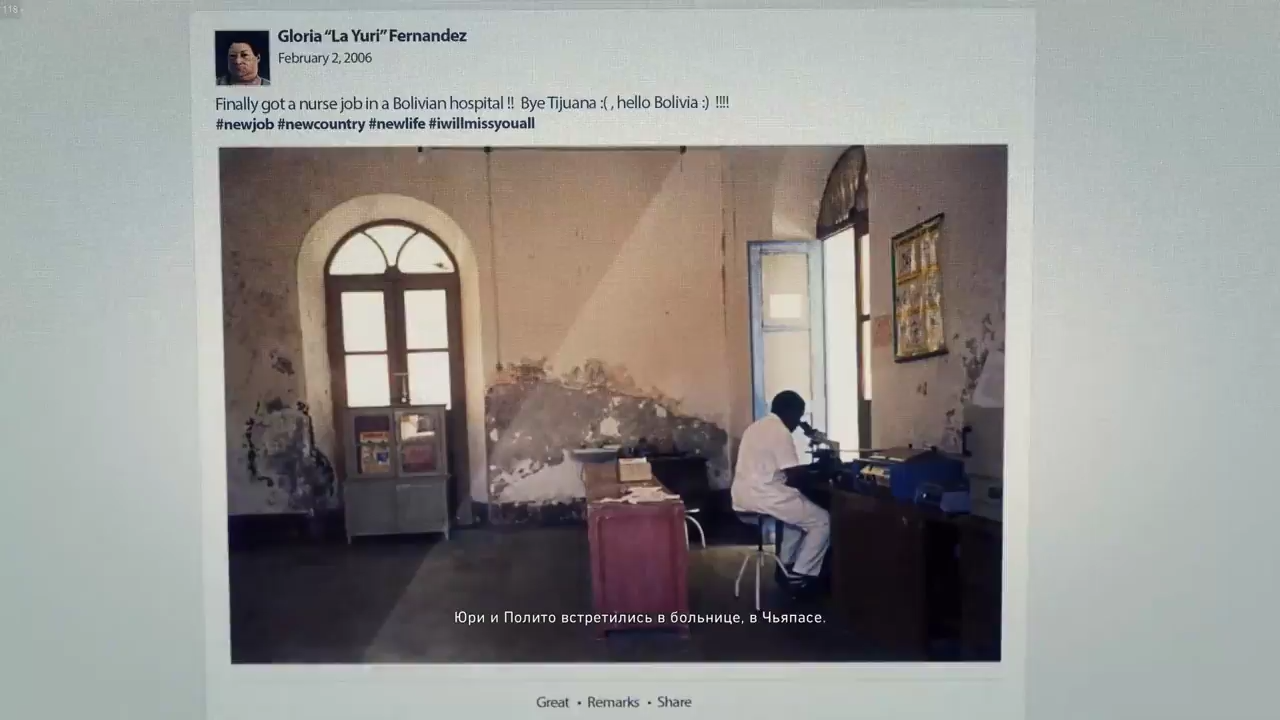 118
Gloria “La Yuri” Fernandez
February 2, 2006
Finally got a nurse job in a Bolivian hospital !! Bye Tijuana :( , hello Bolivia :) !!!!
#newjob #newcountry #newlife #iwillmissyouall
Юри и Полито встретились в больнице, в Чьяпасе.
Great • Remarks • Share